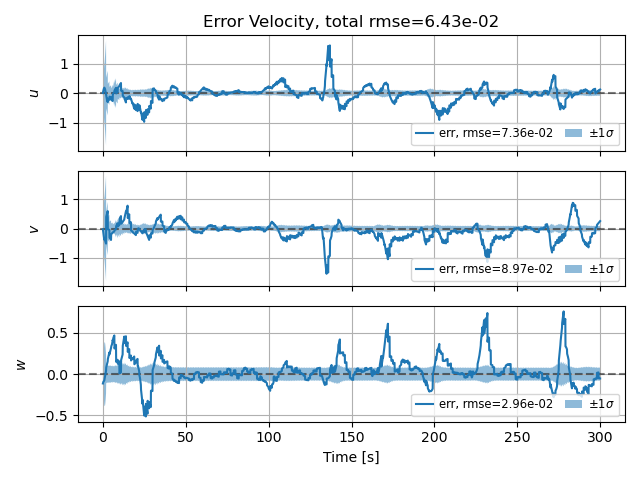 Error Velocity, total rmse=6.43e-02
1
0
−1
u
err, rmse=7.36e-02 ±1σ
1
0
−1
v
err, rmse=8.97e-02 ±1σ
0.5
0.0
−0.5
w
err, rmse=2.96e-02 ±1σ
0 50 100 150 200 250 300
Time [s]